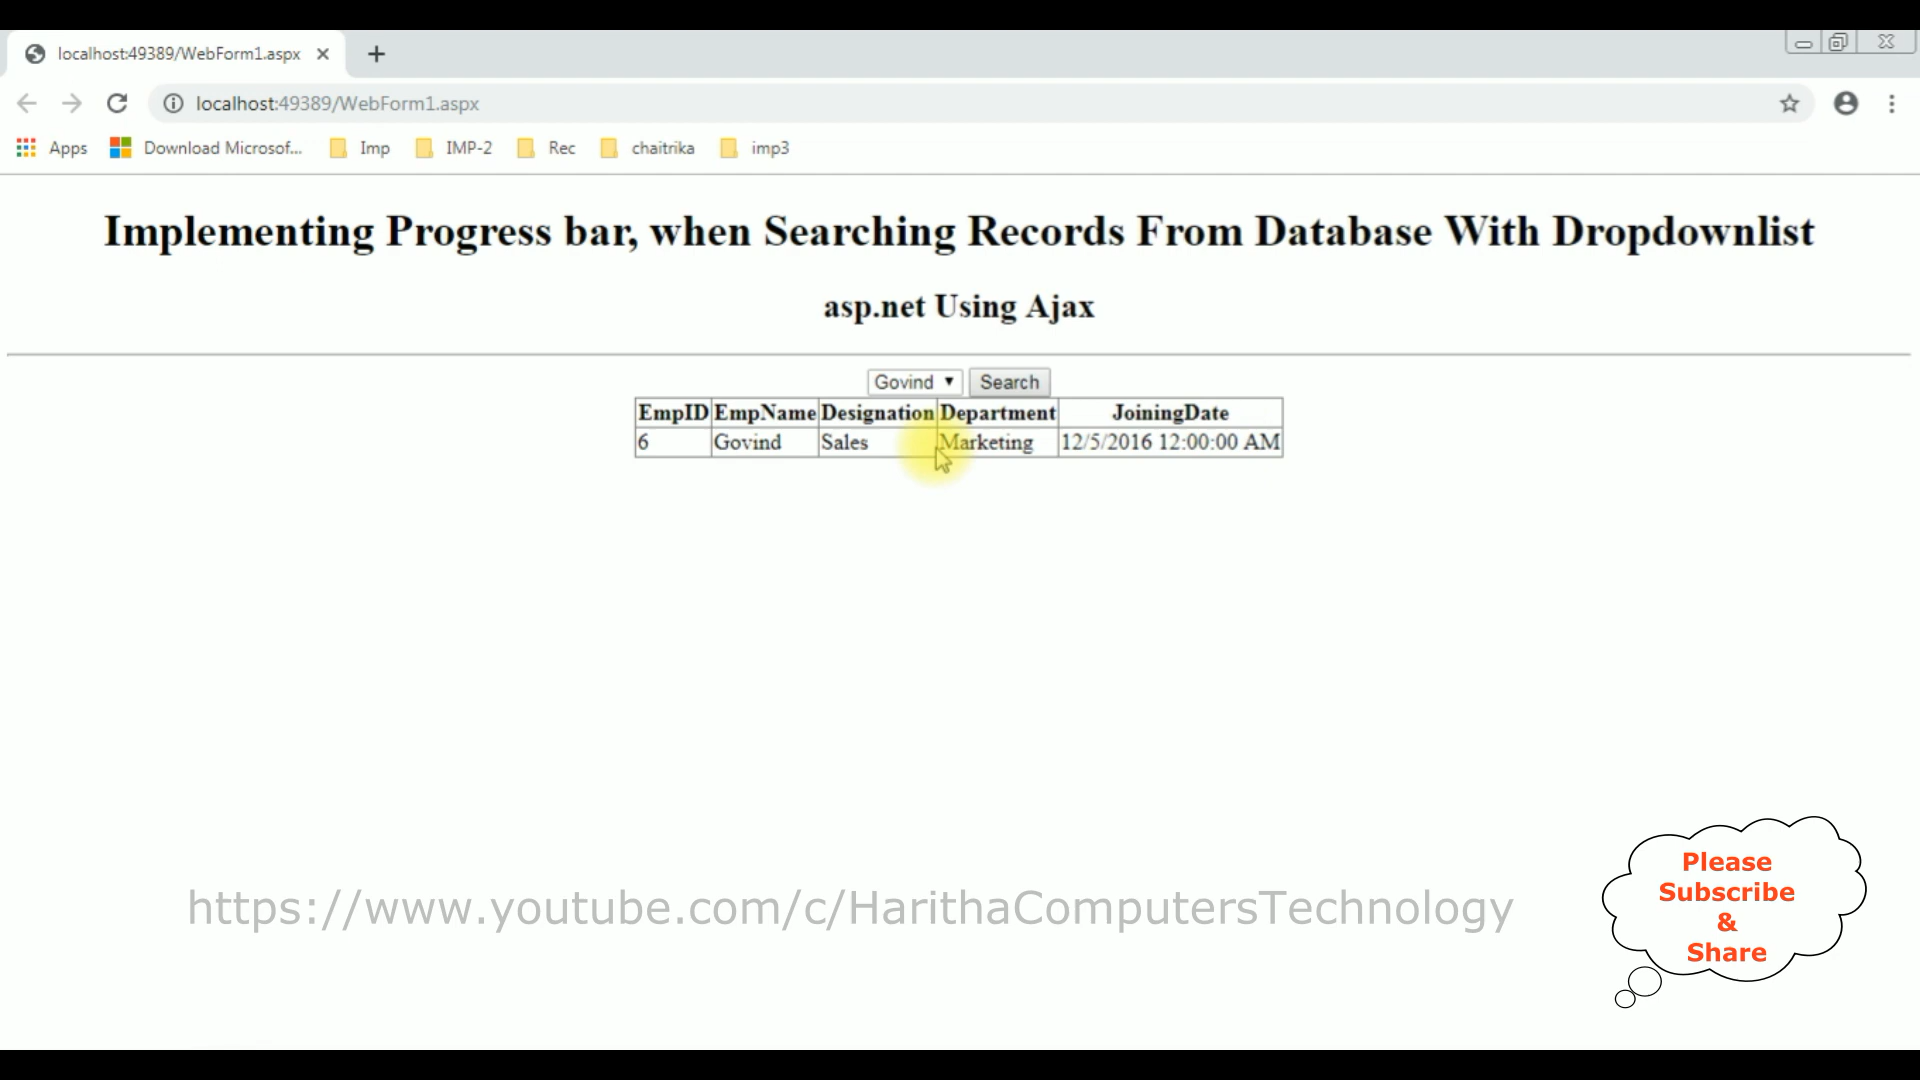 localhost:49389/WebForm1.aspx
localhost:49389/WebForm1.aspx
Apps Download Microsof... Imp IMP-2 Rec chaitrika imp3
Implementing Progress bar, when Searching Records From Database With Dropdownlist
asp.net Using Ajax
Govind Search
EmpID EmpName Designation Department JoiningDate
6 Govind Sales Marketing 12/5/2016 12:00:00 AM
https://www.youtube.com/c/HarithaComputersTechnology
Please
Subscribe
&
Share